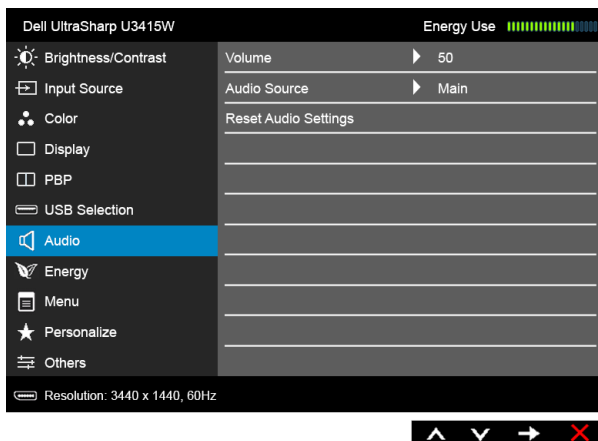 Dell UltraSharp U3415W Energy Use
Brightness/Contrast
Input Source
Color
Display
PBP
USB Selection
Audio
Energy
Menu
Personalize
Others
Volume 50
Audio Source Main
Reset Audio Settings
Resolution: 3440 x 1440, 60Hz